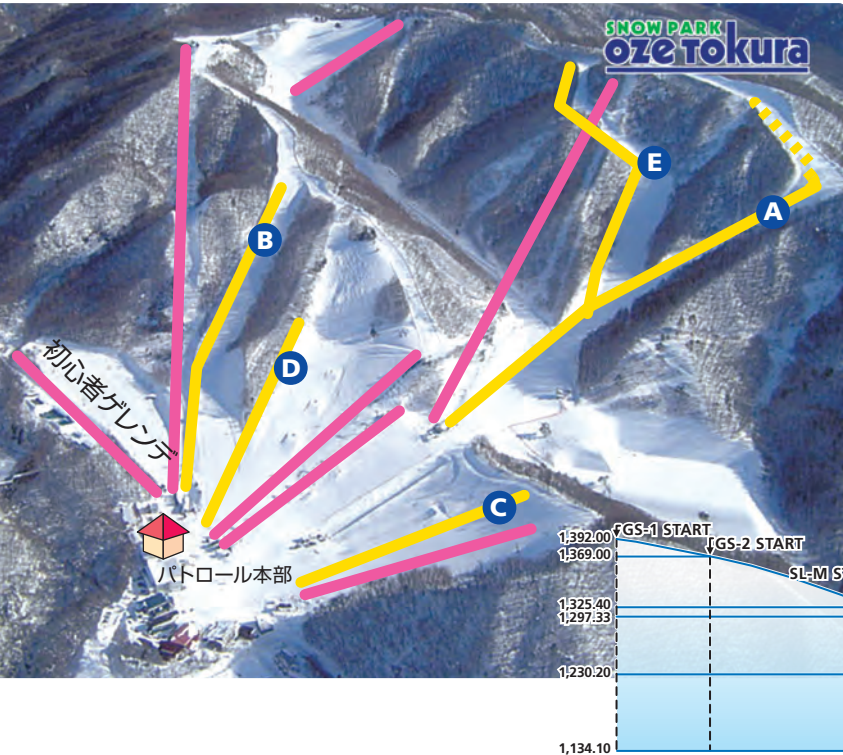 SNOW PARK
oze Tokura
E
A
B
D
初心者ゲレンデ
C
パトロール本部
GS-1 START
1,392.00
GS-2 START
1,369.00
SL-M S
1,325.40
1,297.33
1,230.20
1,134.10